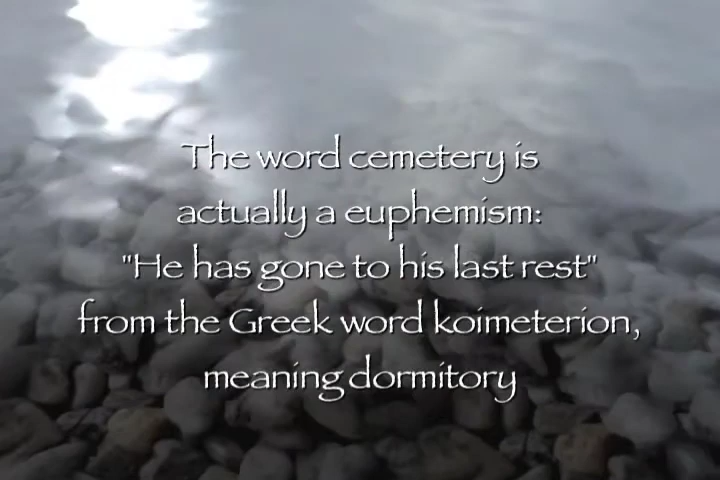 The word cemetery is
actually a euphemism:
"He has gone to his last rest"
from the Greek word koimeterion,
meaning dormitory